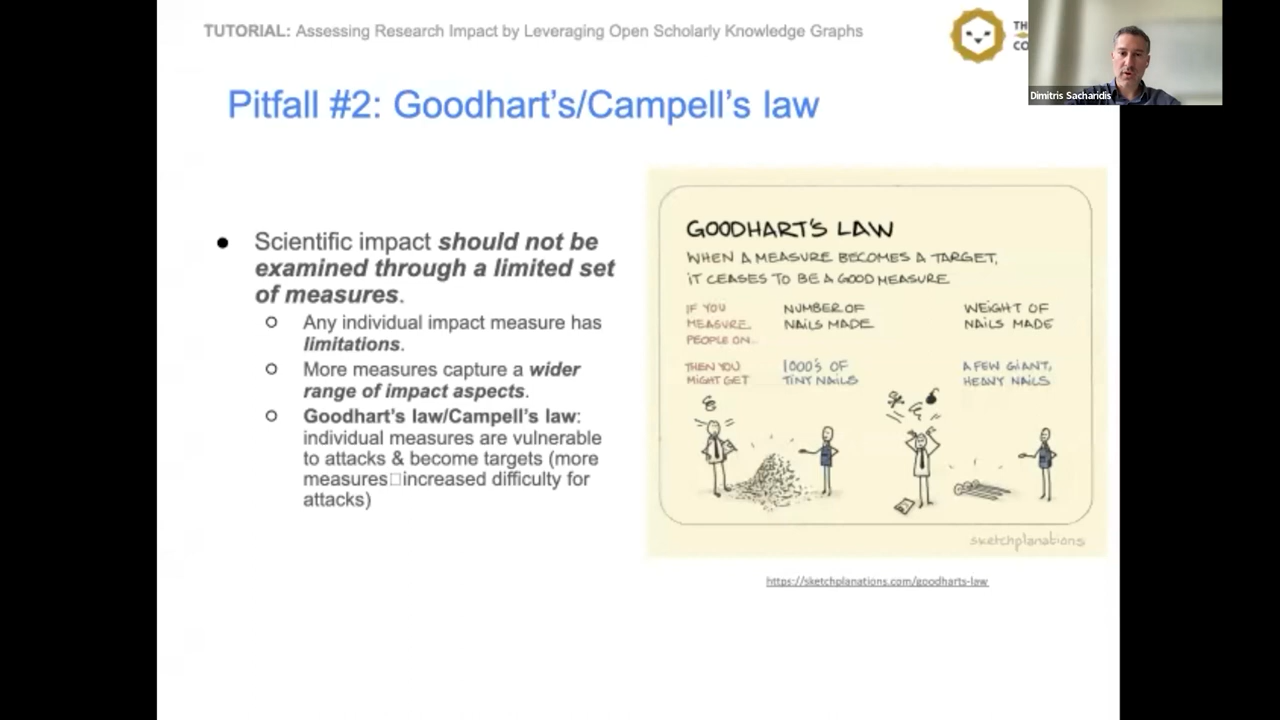 TUTORIAL: Assessing Research Impact by Leveraging Open Scholarly Knowledge Graphs
TH
CO
Dimitris Sacharidis
Pitfall #2: Goodhart's/Campell's law
● Scientific impact should not be
examined through a limited set
of measures.
○ Any individual impact measure has
limitations.
○ More measures capture a wider
range of impact aspects.
○ Goodhart's law/Campell's law:
individual measures are vulnerable
to attacks & become targets (more
measures□increased difficulty for
attacks)
GOODHART'S LAW
WHEN A MEASURE BECOMES A TARGET,
IT CEASES TO BE A GOOD MEASURE
IF YOU MEASURE PEOPLE ON...
NUMBER OF
NAILS MADE
WEIGHT OF
NAILS MADE
THEN YOU
MIGHT GET
1000'S OF
TINY NAILS
A FEW GIANT,
HEAVY NAILS
sketchplanations
https://sketchplanations.com/goodharts-law